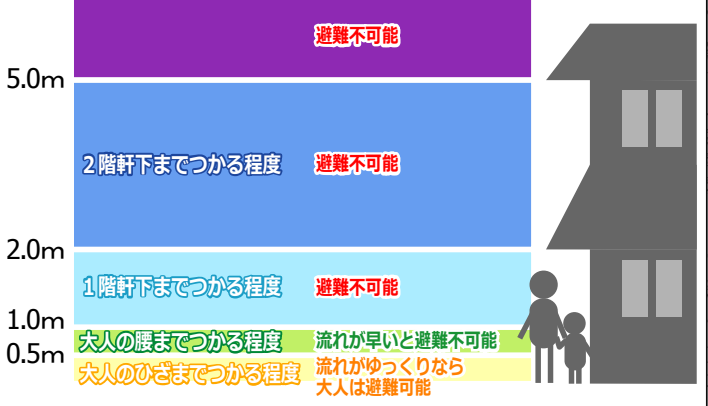 避難不可能
5.0m
2階軒下までつかる程度 避難不可能
2.0m
1階軒下までつかる程度 避難不可能
1.0m
大人の腰までつかる程度 流れが早いと避難不可能
0.5m
大人のひざまでつかる程度 流れがゆっくりなら
大人は避難可能